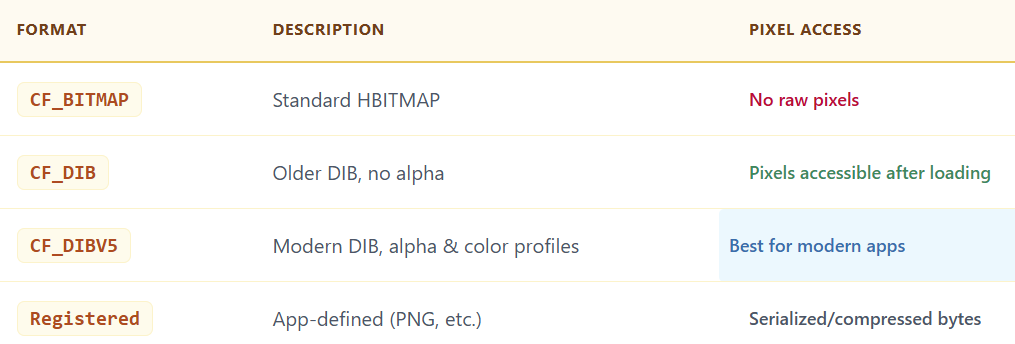 FORMAT DESCRIPTION PIXEL ACCESS
CF_BITMAP Standard HBITMAP No raw pixels
CF_DIB Older DIB, no alpha Pixels accessible after loading
CF_DIBV5 Modern DIB, alpha & color profiles Best for modern apps
Registered App-defined (PNG, etc.) Serialized/compressed bytes